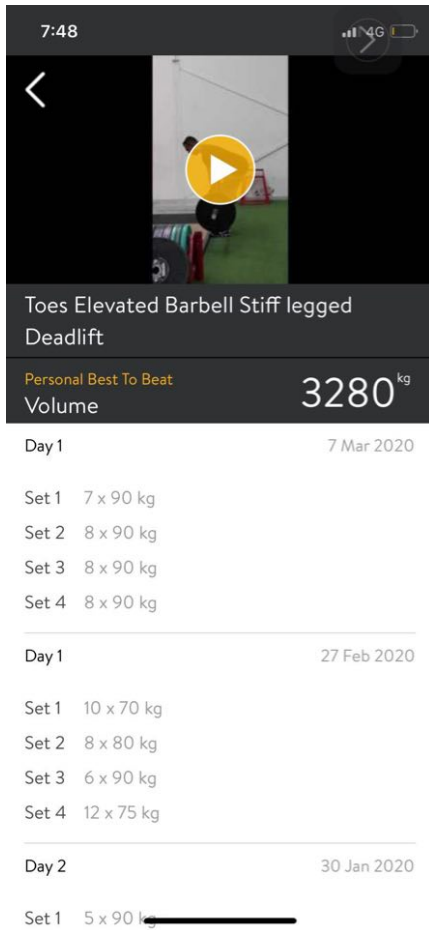 7:48
4G
Toes Elevated Barbell Stiff legged
Deadlift
Personal Best To Beat
Volume
3280 kg
Day 1 7 Mar 2020
Set 1 7 x 90 kg
Set 2 8 x 90 kg
Set 3 8 x 90 kg
Set 4 8 x 90 kg
Day 1 27 Feb 2020
Set 1 10 x 70 kg
Set 2 8 x 80 kg
Set 3 6 x 90 kg
Set 4 12 x 75 kg
Day 2 30 Jan 2020
Set 1 5 x 90 kg